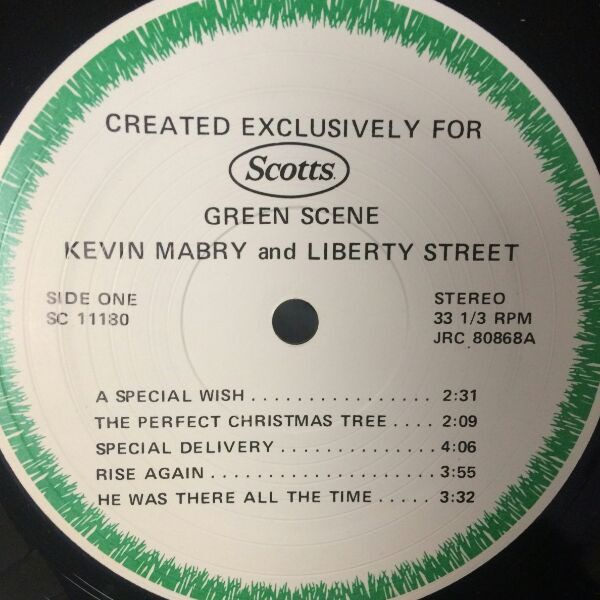 CREATED EXCLUSIVELY FOR
Scotts.
GREEN SCENE
KEVIN MABRY and LIBERTY STREET
SIDE ONE
SC 11180
STEREO
33 1/3 RPM
JRC 80868A
A SPECIAL WISH . . . . . . . . . . . . . . . . 2:31
THE PERFECT CHRISTMAS TREE . . . . 2:09
SPECIAL DELIVERY . . . . . . . . . . . . . . 4:06
RISE AGAIN . . . . . . . . . . . . . . . . . . . . 3:55
HE WAS THERE ALL THE TIME . . . . . 3:32